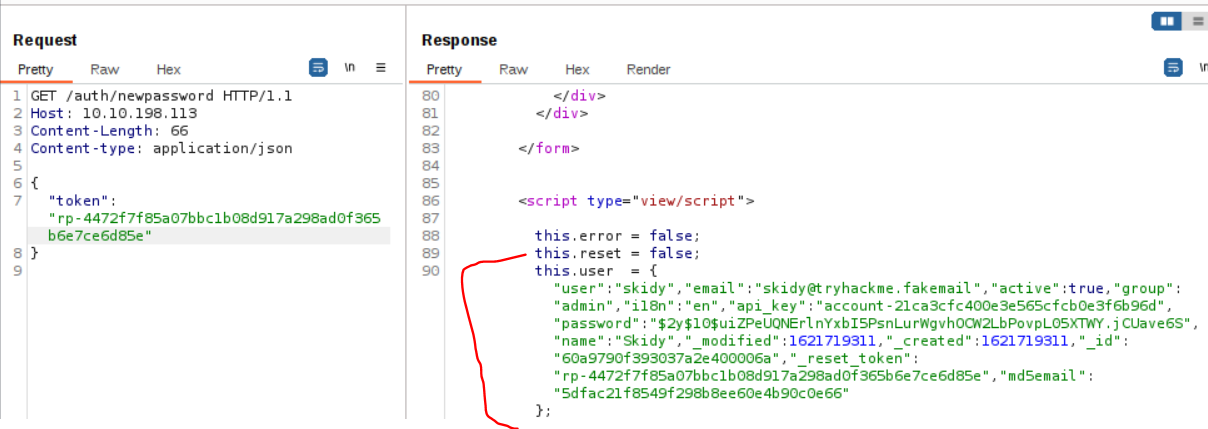 Request
Pretty Raw Hex \n
1 GET /auth/newpassword HTTP/1.1
2 Host: 10.10.198.113
3 Content-Length: 66
4 Content-type: application/json
5
6 {
7 "token":
"rp-4472f7f85a07bbc1b08d917a298ad0f365
b6e7ce6d85e"
8 }
9
Response
Pretty Raw Hex Render \n
80 </div>
81 </div>
82
83 </form>
84
85
86 <script type="view/script">
87
88 this.error = false;
89 this.reset = false;
90 this.user = {
"user":"skidy","email":"skidy@tryhackme.fakemail","active":true,"group":
"admin","i18n":"en","api_key":"account-21ca3cfc400e3e565cfcb0e3f6b96d",
"password":"$2y$10$uiZPeUQNErlnYxbI5PsnLurWgvhOCW2LbPovpL05XTWY.jCUave6S",
"name":"Skidy","_modified":1621719311,"_created":1621719311,"_id":
"60a9790f393037a2e400006a","_reset_token":
"rp-4472f7f85a07bbc1b08d917a298ad0f365b6e7ce6d85e","md5email":
"5dfac21f8549f298b8ee60e4b90c0e66"
};